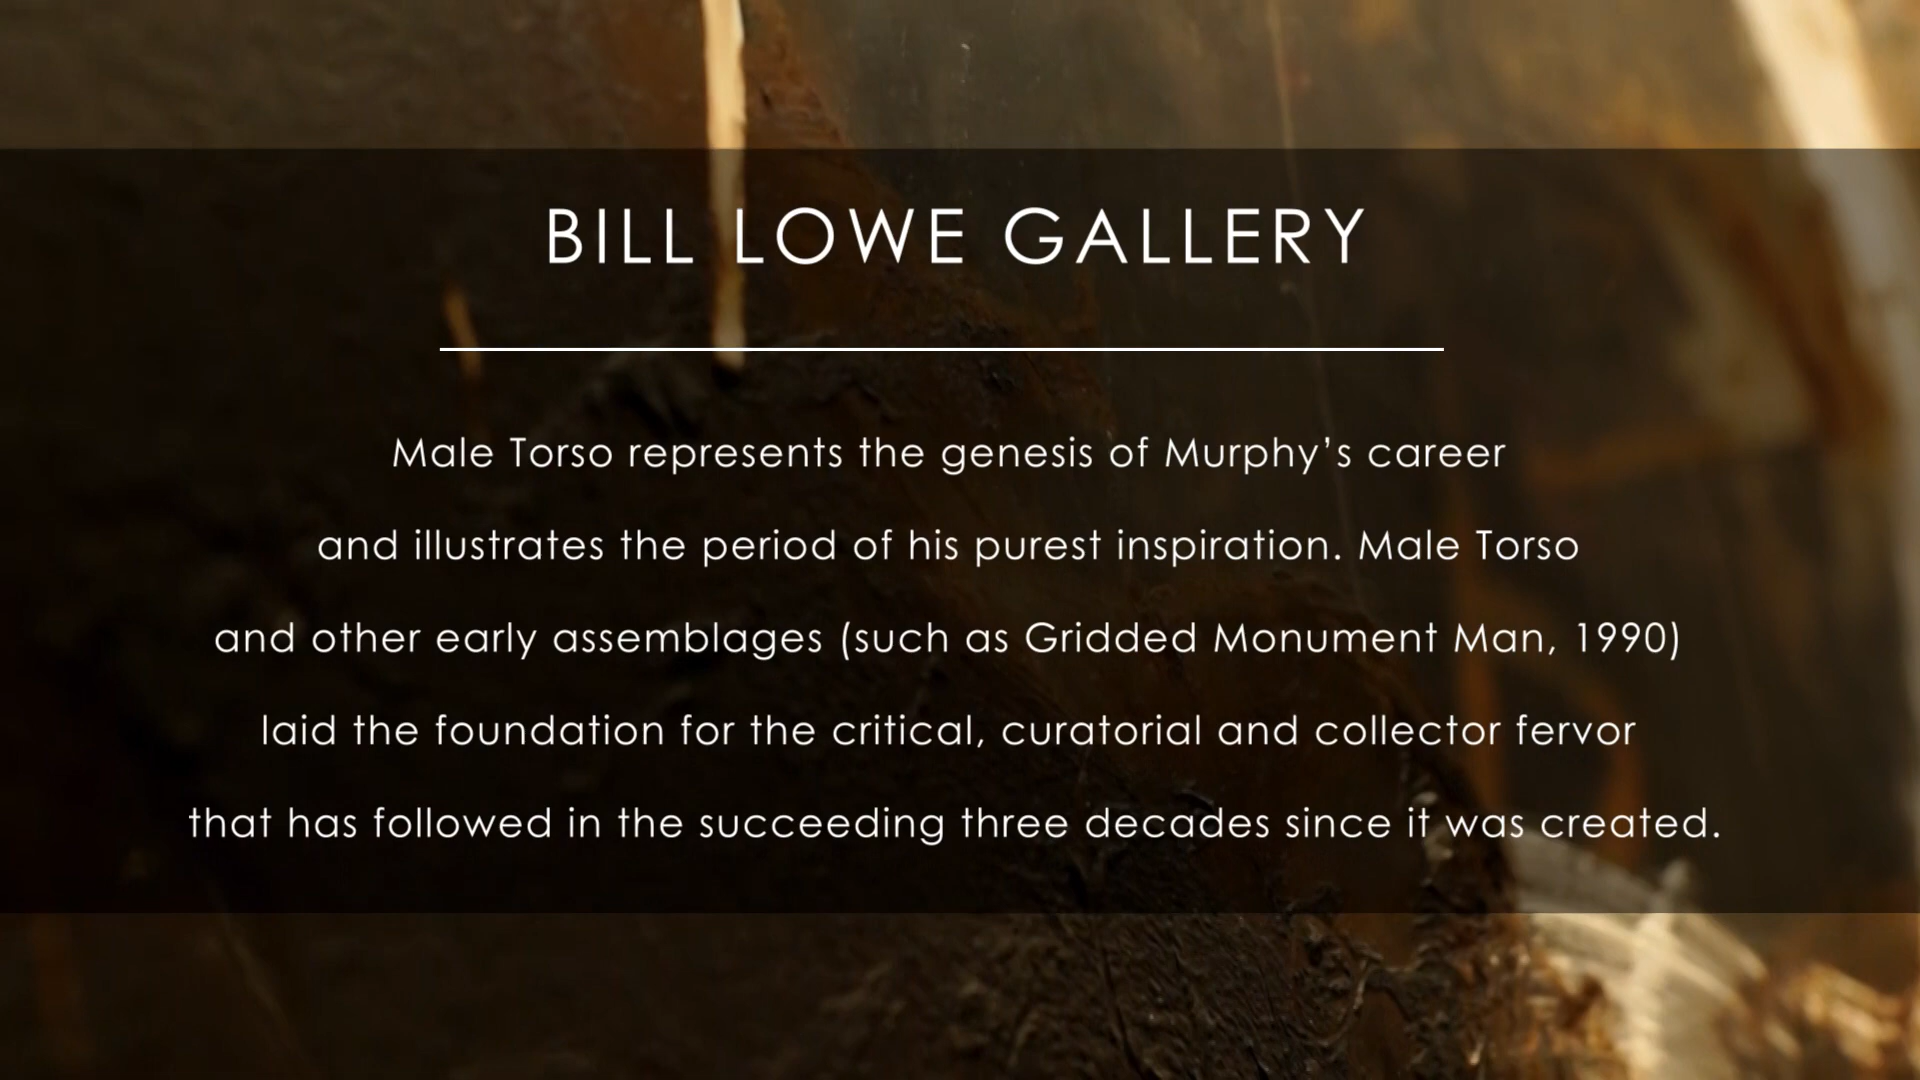 BILL LOWE GALLERY
Male Torso represents the genesis of Murphy’s career
and illustrates the period of his purest inspiration. Male Torso
and other early assemblages (such as Gridded Monument Man, 1990)
laid the foundation for the critical, curatorial and collector fervor
that has followed in the succeeding three decades since it was created.